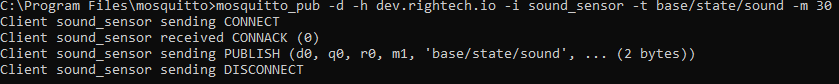 C:\Program Files\mosquitto>mosquitto_pub -d -h dev.rightech.io -i sound_sensor -t base/state/sound -m 30
Client sound_sensor sending CONNECT
Client sound_sensor received CONNACK (0)
Client sound_sensor sending PUBLISH (d0, q0, r0, m1, 'base/state/sound', ... (2 bytes))
Client sound_sensor sending DISCONNECT